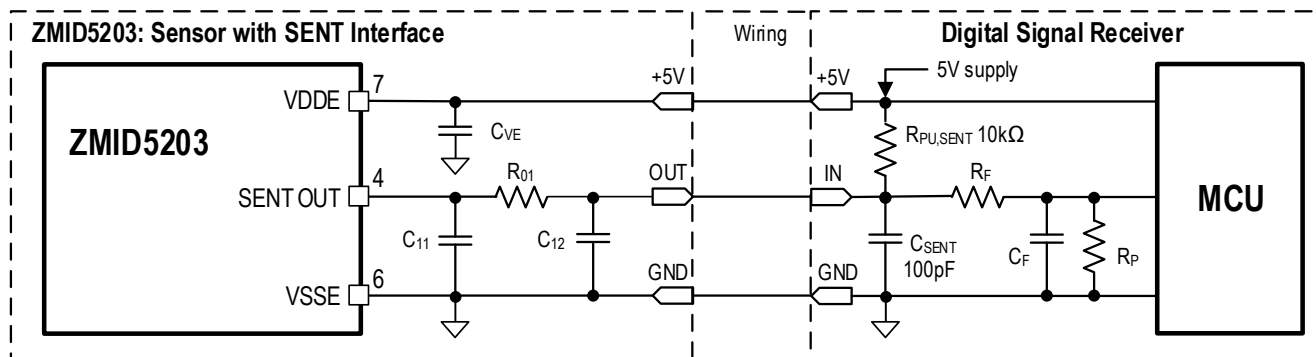 ZMID5203: Sensor with SENT Interface
Wiring
Digital Signal Receiver
7
+5V
+5V
5V supply
VDDE
CVE
ZMID5203
RPU,SENT 10kΩ
MCU
4
R01
OUT
IN
RF
SENT OUT
C11
C12
CSENT
100pF
CF
RP
6
GND
GND
VSSE